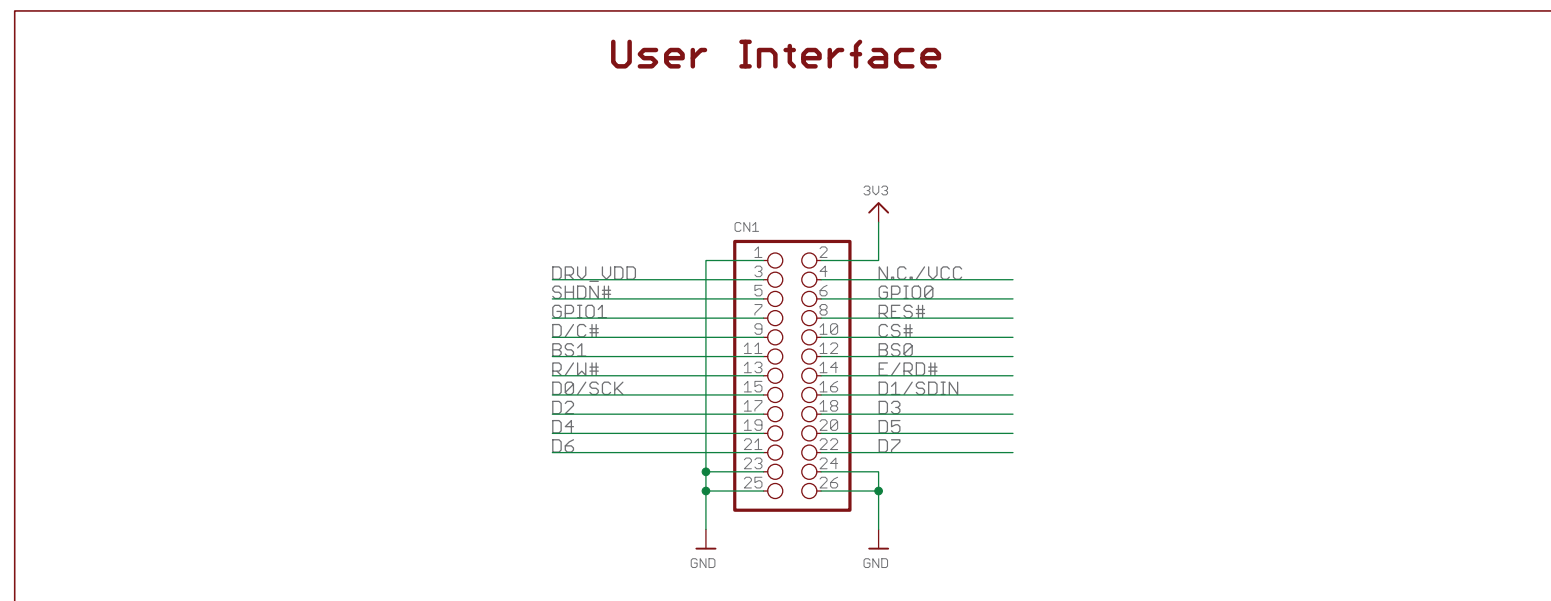 User Interface
3V3
CN1
1 2
DRV_VDD 3 4 N.C./VCC
SHDN# 5 6 GPIO0
GPIO1 7 8 RES#
D/C# 9 10 CS#
BS1 11 12 BS0
R/W# 13 14 E/RD#
D0/SCK 15 16 D1/SDIN
D2 17 18 D3
D4 19 20 D5
D6 21 22 D7
23 24
25 26
GND GND